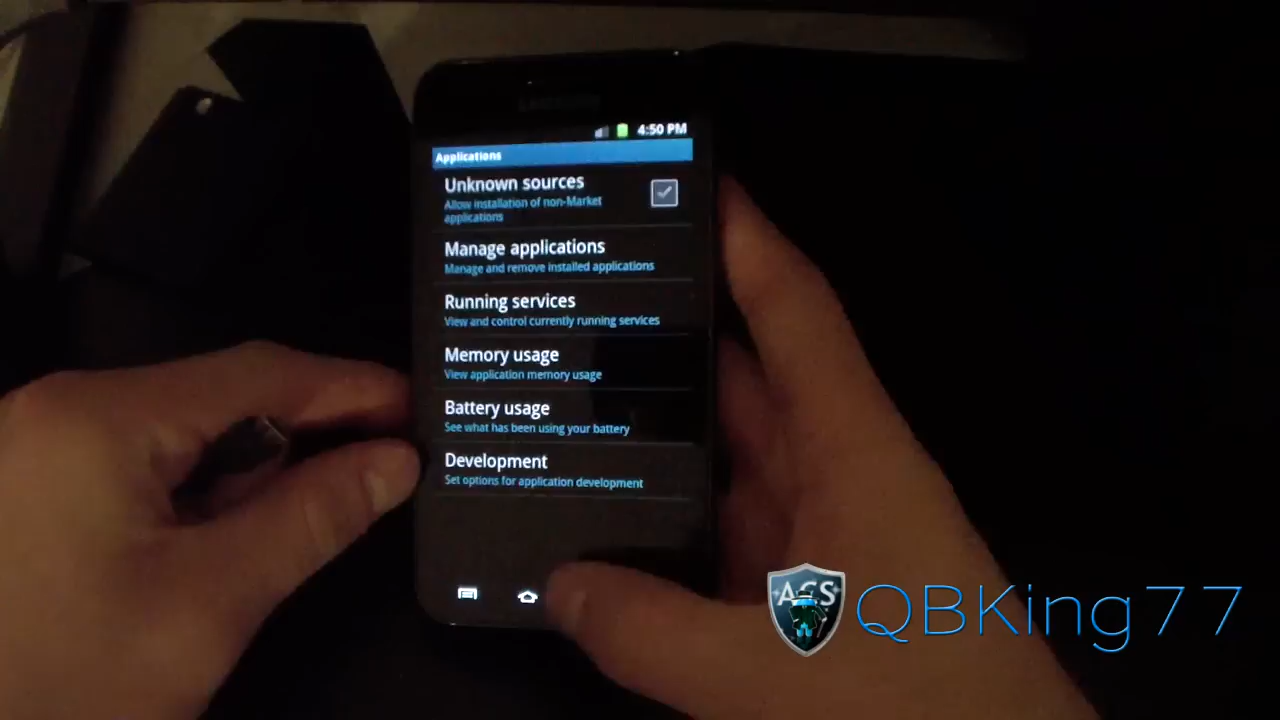 SAMSUNG
4:50 PM
Applications
Unknown sources
Allow installation of non-Market
applications
Manage applications
Manage and remove installed applications
Running services
View and control currently running services
Memory usage
View application memory usage
Battery usage
See what has been using your battery
Development
Set options for application development
ACS
QBKing77